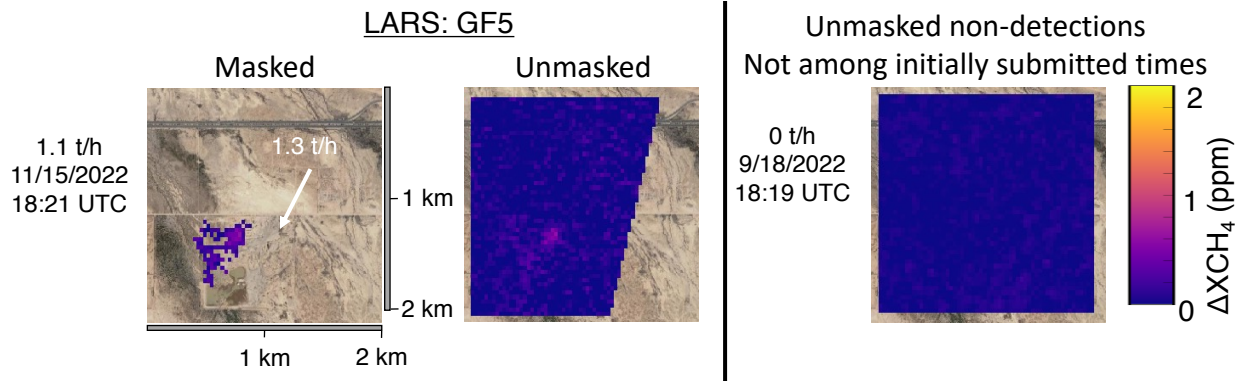 LARS: GF5
Masked
Unmasked
1.1 t/h
11/15/2022
18:21 UTC
1.3 t/h
1 km
2 km
1 km
2 km
Unmasked non-detections
Not among initially submitted times
0 t/h
9/18/2022
18:19 UTC
2
1
0
ΔXCH₄ (ppm)